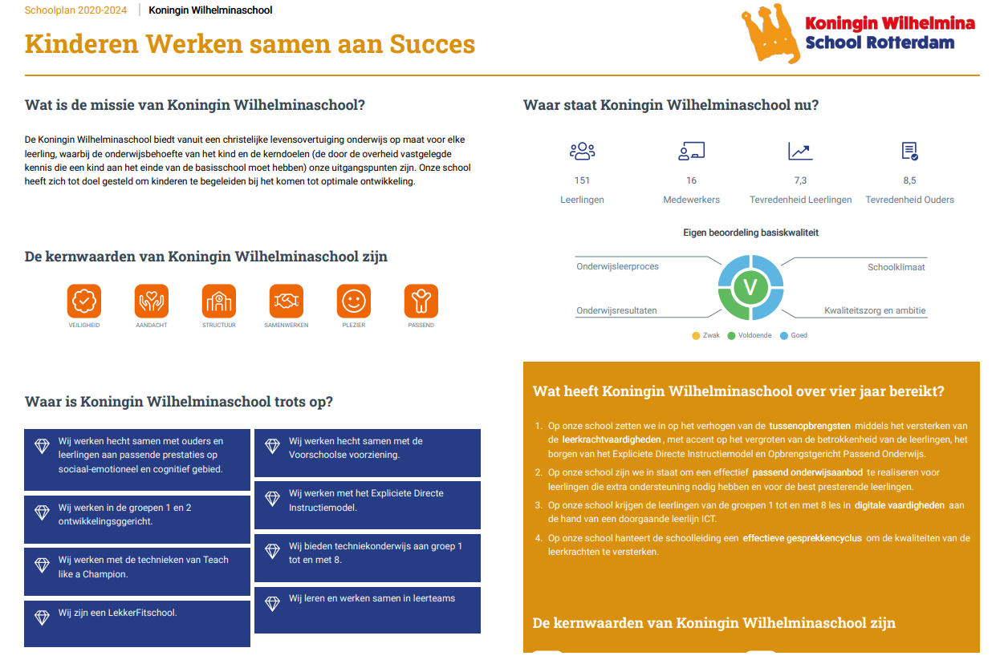 Schoolplan 2020-2024 Koningin Wilhelminaschool
Kinderen Werken samen aan Succes
Koningin Wilhelmina
School Rotterdam
Wat is de missie van Koningin Wilhelminaschool?
De Koningin Wilhelminaschool biedt vanuit een christelijke levensovertuiging onderwijs op maat voor elke
leerling, waarbij de onderwijsbehoefte van het kind en de kerndoelen (de door de overheid vastgelegde
kennis die een kind aan het einde van de basisschool moet hebben) onze uitgangspunten zijn. Onze school
heeft zich tot doel gesteld om kinderen te begeleiden bij het komen tot optimale ontwikkeling.
De kernwaarden van Koningin Wilhelminaschool zijn
VEILIGHEID AANDACHT STRUCTUUR SAMENWERKEN PLEZIER PASSEND
Waar is Koningin Wilhelminaschool trots op?
Wij werken hecht samen met ouders en
leerlingen aan passende prestaties op
sociaal-emotioneel en cognitief gebied.
Wij werken in de groepen 1 en 2
ontwikkelingsggericht.
Wij werken met de technieken van Teach
like a Champion.
Wij zijn een LekkerFitschool.
Wij werken hecht samen met de
Voorschoolse voorziening.
Wij werken met het Expliciete Directe
Instructiemodel.
Wij bieden techniekonderwijs aan groep 1
tot en met 8.
Wij leren en werken samen in leerteams
Waar staat Koningin Wilhelminaschool nu?
151 16 7,3 8,5
Leerlingen Medewerkers Tevredenheid Leerlingen Tevredenheid Ouders
Eigen beoordeling basiskwaliteit
Onderwijsleerproces Schoolklimaat
V
Onderwijsresultaten Kwaliteitszorg en ambitie
Zwak Voldoende Goed
Wat heeft Koningin Wilhelminaschool over vier jaar bereikt?
1. Op onze school zetten we in op het verhogen van de tussenopbrengsten middels het versterken van
de leerkrachtvaardigheden , met accent op het vergroten van de betrokkenheid van de leerlingen, het
borgen van het Expliciete Directe Instructiemodel en Opbrengstgericht Passend Onderwijs.
2. Op onze school zijn we in staat om een effectief passend onderwijsaanbod te realiseren voor
leerlingen die extra ondersteuning nodig hebben en voor de best presterende leerlingen.
3. Op onze school krijgen de leerlingen van de groepen 1 tot en met 8 les in digitale vaardigheden aan
de hand van een doorgaande leerlijn ICT.
4. Op onze school hanteert de schoolleiding een effectieve gesprekkencyclus om de kwaliteiten van de
leerkrachten te versterken.
De kernwaarden van Koningin Wilhelminaschool zijn